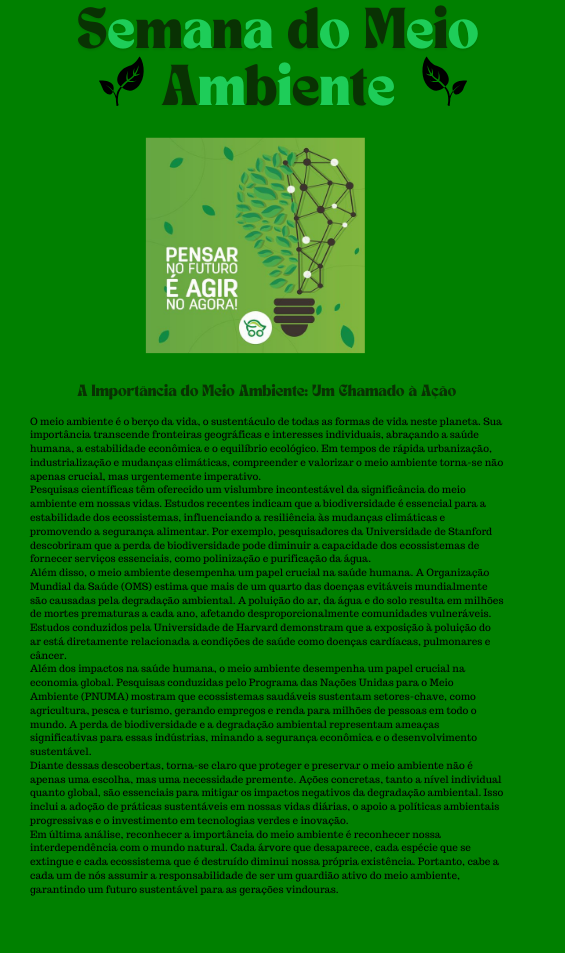 Semana do Meio
Ambiente
PENSAR
NO FUTURO
É AGIR
NO AGORA!
A Importância do Meio Ambiente: Um Chamado à Ação
O meio ambiente é o berço da vida, o sustentáculo de todas as formas de vida neste planeta. Sua
importância transcende fronteiras geográficas e interesses individuais, abraçando a saúde
humana, a estabilidade econômica e o equilíbrio ecológico. Em tempos de rápida urbanização,
industrialização e mudanças climáticas, compreender e valorizar o meio ambiente torna-se não
apenas crucial, mas urgentemente imperativo.
Pesquisas científicas têm oferecido um vislumbre incontestável da significância do meio
ambiente em nossas vidas. Estudos recentes indicam que a biodiversidade é essencial para a
estabilidade dos ecossistemas, influenciando a resiliência às mudanças climáticas e
promovendo a segurança alimentar. Por exemplo, pesquisadores da Universidade de Stanford
descobriram que a perda de biodiversidade pode diminuir a capacidade dos ecossistemas de
fornecer serviços essenciais, como polinização e purificação da água.
Além disso, o meio ambiente desempenha um papel crucial na saúde humana. A Organização
Mundial da Saúde (OMS) estima que mais de um quarto das doenças evitáveis mundialmente
são causadas pela degradação ambiental. A poluição do ar, da água e do solo resulta em milhões
de mortes prematuras a cada ano, afetando desproporcionalmente comunidades vulneráveis.
Estudos conduzidos pela Universidade de Harvard demonstram que a exposição à poluição do
ar está diretamente relacionada a condições de saúde como doenças cardíacas, pulmonares e
câncer.
Além dos impactos na saúde humana, o meio ambiente desempenha um papel crucial na
economia global. Pesquisas conduzidas pelo Programa das Nações Unidas para o Meio
Ambiente (PNUMA) mostram que ecossistemas saudáveis sustentam setores-chave, como
agricultura, pesca e turismo, gerando empregos e renda para milhões de pessoas em todo o
mundo. A perda de biodiversidade e a degradação ambiental representam ameaças
significativas para essas indústrias, minando a segurança econômica e o desenvolvimento
sustentável.
Diante dessas descobertas, torna-se claro que proteger e preservar o meio ambiente não é
apenas uma escolha, mas uma necessidade premente. Ações concretas, tanto a nível individual
quanto global, são essenciais para mitigar os impactos negativos da degradação ambiental. Isso
inclui a adoção de práticas sustentáveis em nossas vidas diárias, o apoio a políticas ambientais
progressivas e o investimento em tecnologias verdes e inovação.
Em última análise, reconhecer a importância do meio ambiente é reconhecer nossa
interdependência com o mundo natural. Cada árvore que desaparece, cada espécie que se
extingue e cada ecossistema que é destruído diminui nossa própria existência. Portanto, cabe a
cada um de nós assumir a responsabilidade de ser um guardião ativo do meio ambiente,
garantindo um futuro sustentável para as gerações vindouras.